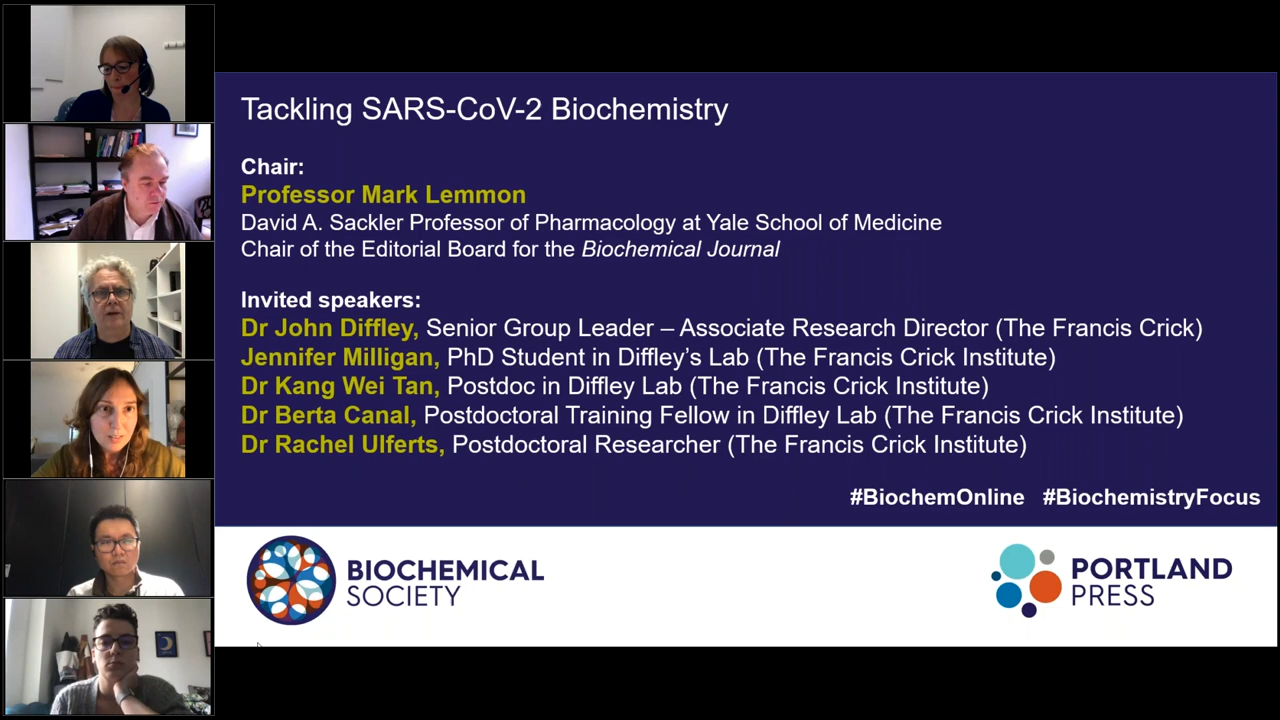 Tackling SARS-CoV-2 Biochemistry
Chair:
Professor Mark Lemmon
David A. Sackler Professor of Pharmacology at Yale School of Medicine
Chair of the Editorial Board for the Biochemical Journal
Invited speakers:
Dr John Diffley, Senior Group Leader – Associate Research Director (The Francis Crick)
Jennifer Milligan, PhD Student in Diffley's Lab (The Francis Crick Institute)
Dr Kang Wei Tan, Postdoc in Diffley Lab (The Francis Crick Institute)
Dr Berta Canal, Postdoctoral Training Fellow in Diffley Lab (The Francis Crick Institute)
Dr Rachel Ulferts, Postdoctoral Researcher (The Francis Crick Institute)
#BiochemOnline #BiochemistryFocus
BIOCHEMICAL
SOCIETY
PORTLAND
PRESS